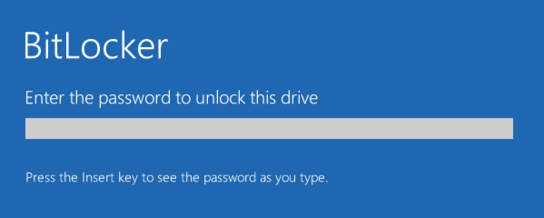 BitLocker
Enter the password to unlock this drive
Press the Insert key to see the password as you type.